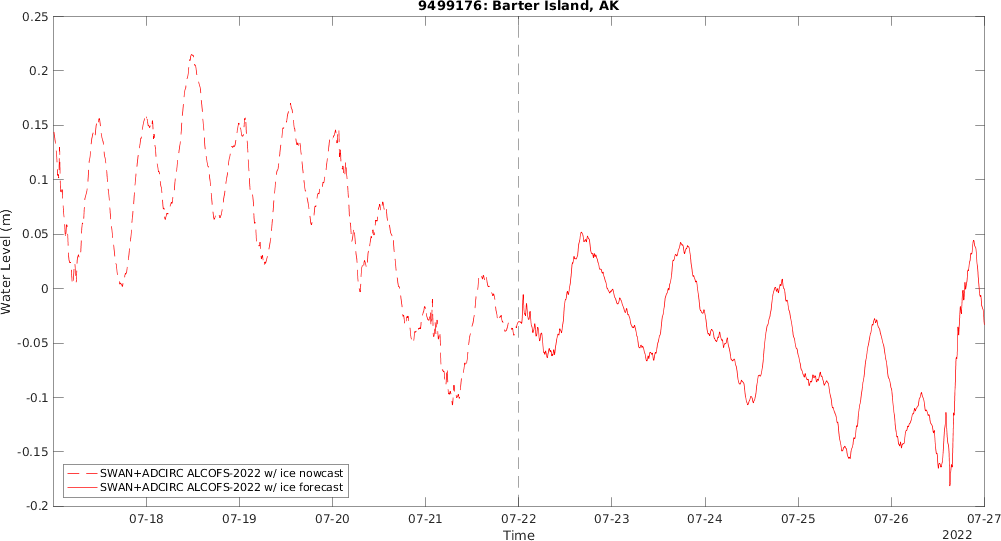 9499176: Barter Island, AK
0.25
0.2
0.15
0.1
0.05
0
-0.05
-0.1
-0.15
-0.2
Water Level (m)
SWAN+ADCIRC ALCOFS-2022 w/ ice nowcast
SWAN+ADCIRC ALCOFS-2022 w/ ice forecast
07-18 07-19 07-20 07-21 07-22 07-23 07-24 07-25 07-26 07-27
Time
2022